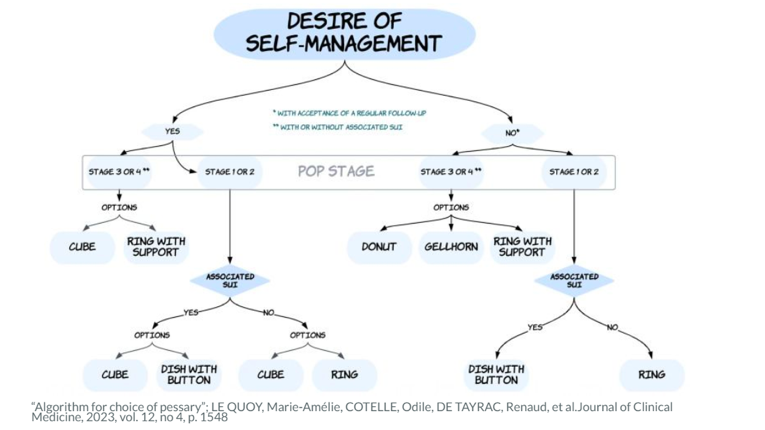 DESIRE OF
SELF-MANAGEMENT
* WITH ACCEPTANCE OF A REGULAR FOLLOW-UP
** WITH OR WITHOUT ASSOCIATED SUI
YES
NO*
STAGE 3 OR 4 **
STAGE 1 OR 2
POP STAGE
STAGE 3 OR 4 **
STAGE 1 OR 2
OPTIONS
OPTIONS
CUBE
RING WITH
SUPPORT
DONUT
GELLHORN
RING WITH
SUPPORT
ASSOCIATED
SUI
ASSOCIATED
SUI
YES
NO
YES
NO
OPTIONS
OPTIONS
CUBE
DISH WITH
BUTTON
CUBE
RING
DISH WITH
BUTTON
RING
“Algorithm for choice of pessary”; LE QUOY, Marie-Amélie, COTELLE, Odile, DE TAYRAC, Renaud, et al.Journal of Clinical
Medicine, 2023, vol. 12, no 4, p. 1548